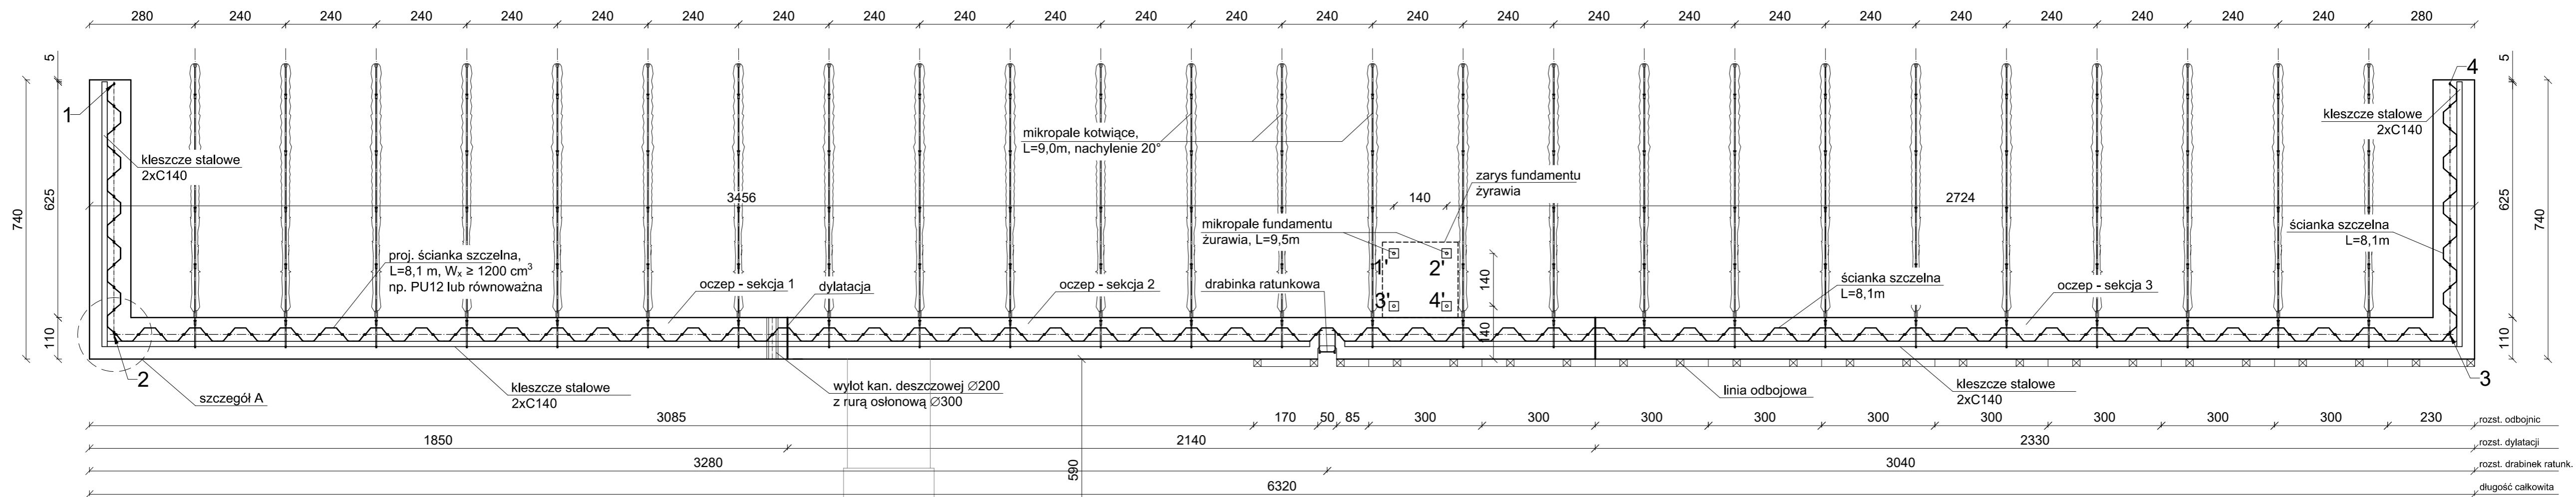 280 240 240 240 240 240 240 240 240 240 240 240 240 240 240 240 240 240 240 240 240 240 240 240 240 280
5
5
1
4
kleszcze stalowe
2xC140
mikropale kotwiące,
L=9,0m, nachylenie 20°
kleszcze stalowe
2xC140
740
625
625
740
3456
140
2724
zarys fundamentu
żyrawia
mikropale fundamentu
żurawia, L=9,5m
ścianka szczelna
L=8,1m
proj. ścianka szczelna,
L=8,1 m, Wₓ ≥ 1200 cm³
np. PU12 lub równoważna
1'
2'
3'
4'
140
140
oczep - sekcja 1
dylatacja
oczep - sekcja 2
drabinka ratunkowa
ścianka szczelna
L=8,1m
oczep - sekcja 3
110
110
2
3
szczegół A
kleszcze stalowe
2xC140
wylot kan. deszczowej Ø200
z rurą osłonową Ø300
linia odbojowa
kleszcze stalowe
2xC140
3085 170 50 85 300 300 300 300 300 300 300 300 300 230 rozst. odbojnic
1850 2140 2330 rozst. dylatacji
3280 3040 rozst. drabinek ratunk.
590
6320 długość całkowita